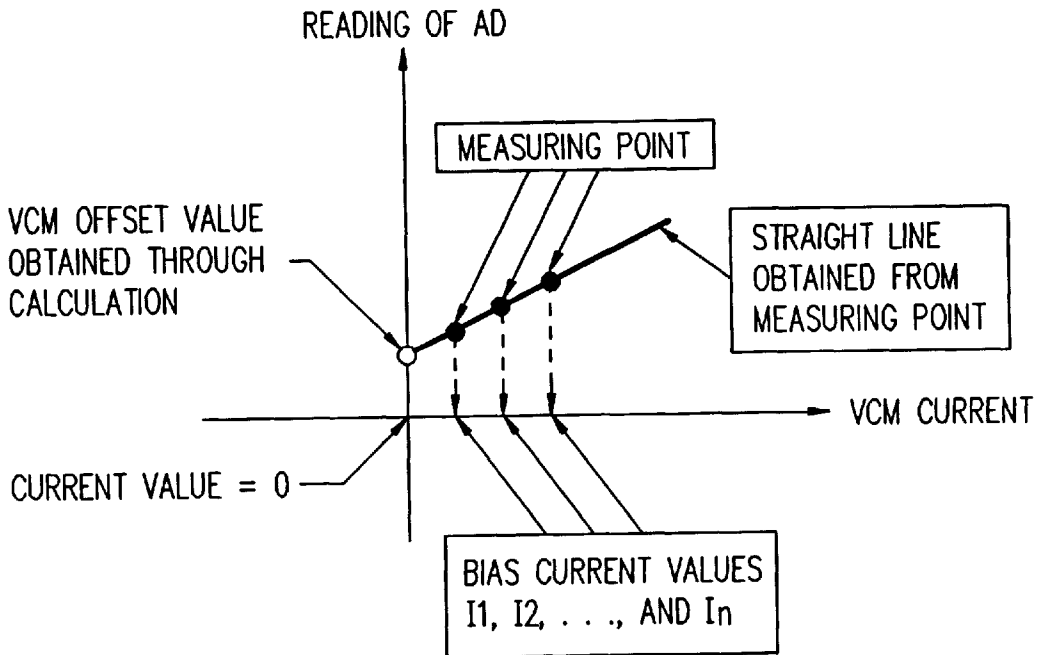 READING OF AD
MEASURING POINT
VCM OFFSET VALUE
OBTAINED THROUGH
CALCULATION
STRAIGHT LINE
OBTAINED FROM
MEASURING POINT
VCM CURRENT
CURRENT VALUE = 0
BIAS CURRENT VALUES
I1, I2, . . ., AND In